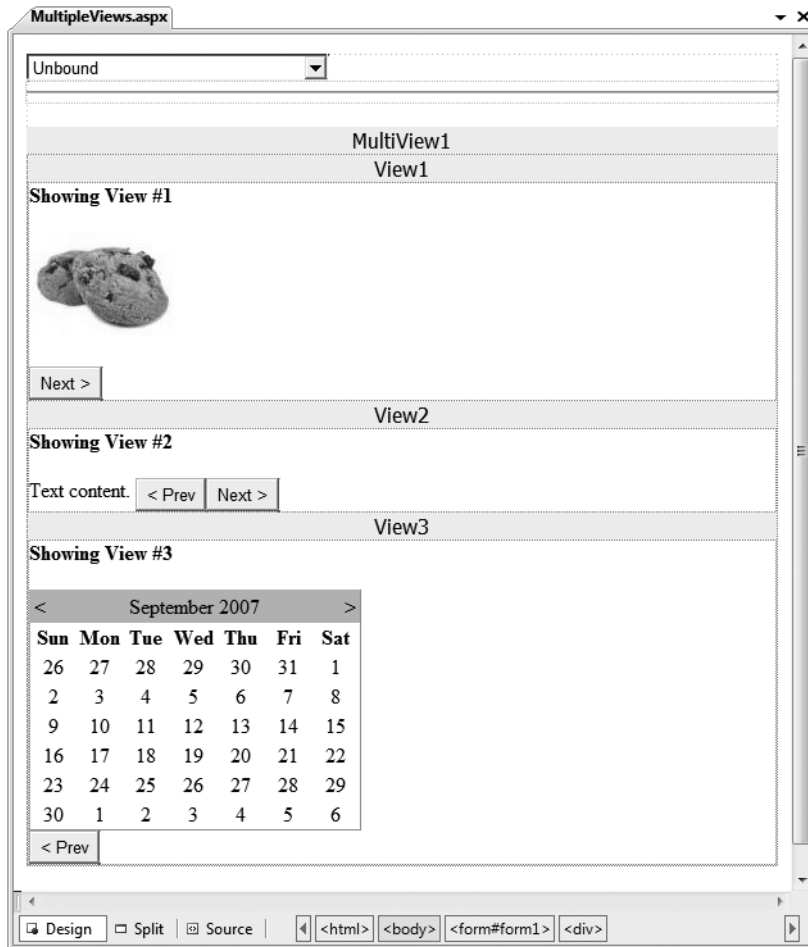 MultipleViews.aspx
Unbound
MultiView1
View1
Showing View #1
Next >
View2
Showing View #2
Text content. < Prev Next >
View3
Showing View #3
< September 2007 >
Sun Mon Tue Wed Thu Fri Sat
26 27 28 29 30 31 1
2 3 4 5 6 7 8
9 10 11 12 13 14 15
16 17 18 19 20 21 22
23 24 25 26 27 28 29
30 1 2 3 4 5 6
< Prev
Design Split Source <html> <body> <form#form1> <div>